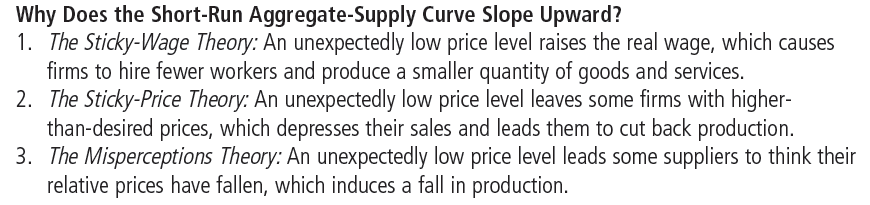 Why Does the Short-Run Aggregate-Supply Curve Slope Upward?
1. The Sticky-Wage Theory: An unexpectedly low price level raises the real wage, which causes
firms to hire fewer workers and produce a smaller quantity of goods and services.
2. The Sticky-Price Theory: An unexpectedly low price level leaves some firms with higher-
than-desired prices, which depresses their sales and leads them to cut back production.
3. The Misperceptions Theory: An unexpectedly low price level leads some suppliers to think their
relative prices have fallen, which induces a fall in production.